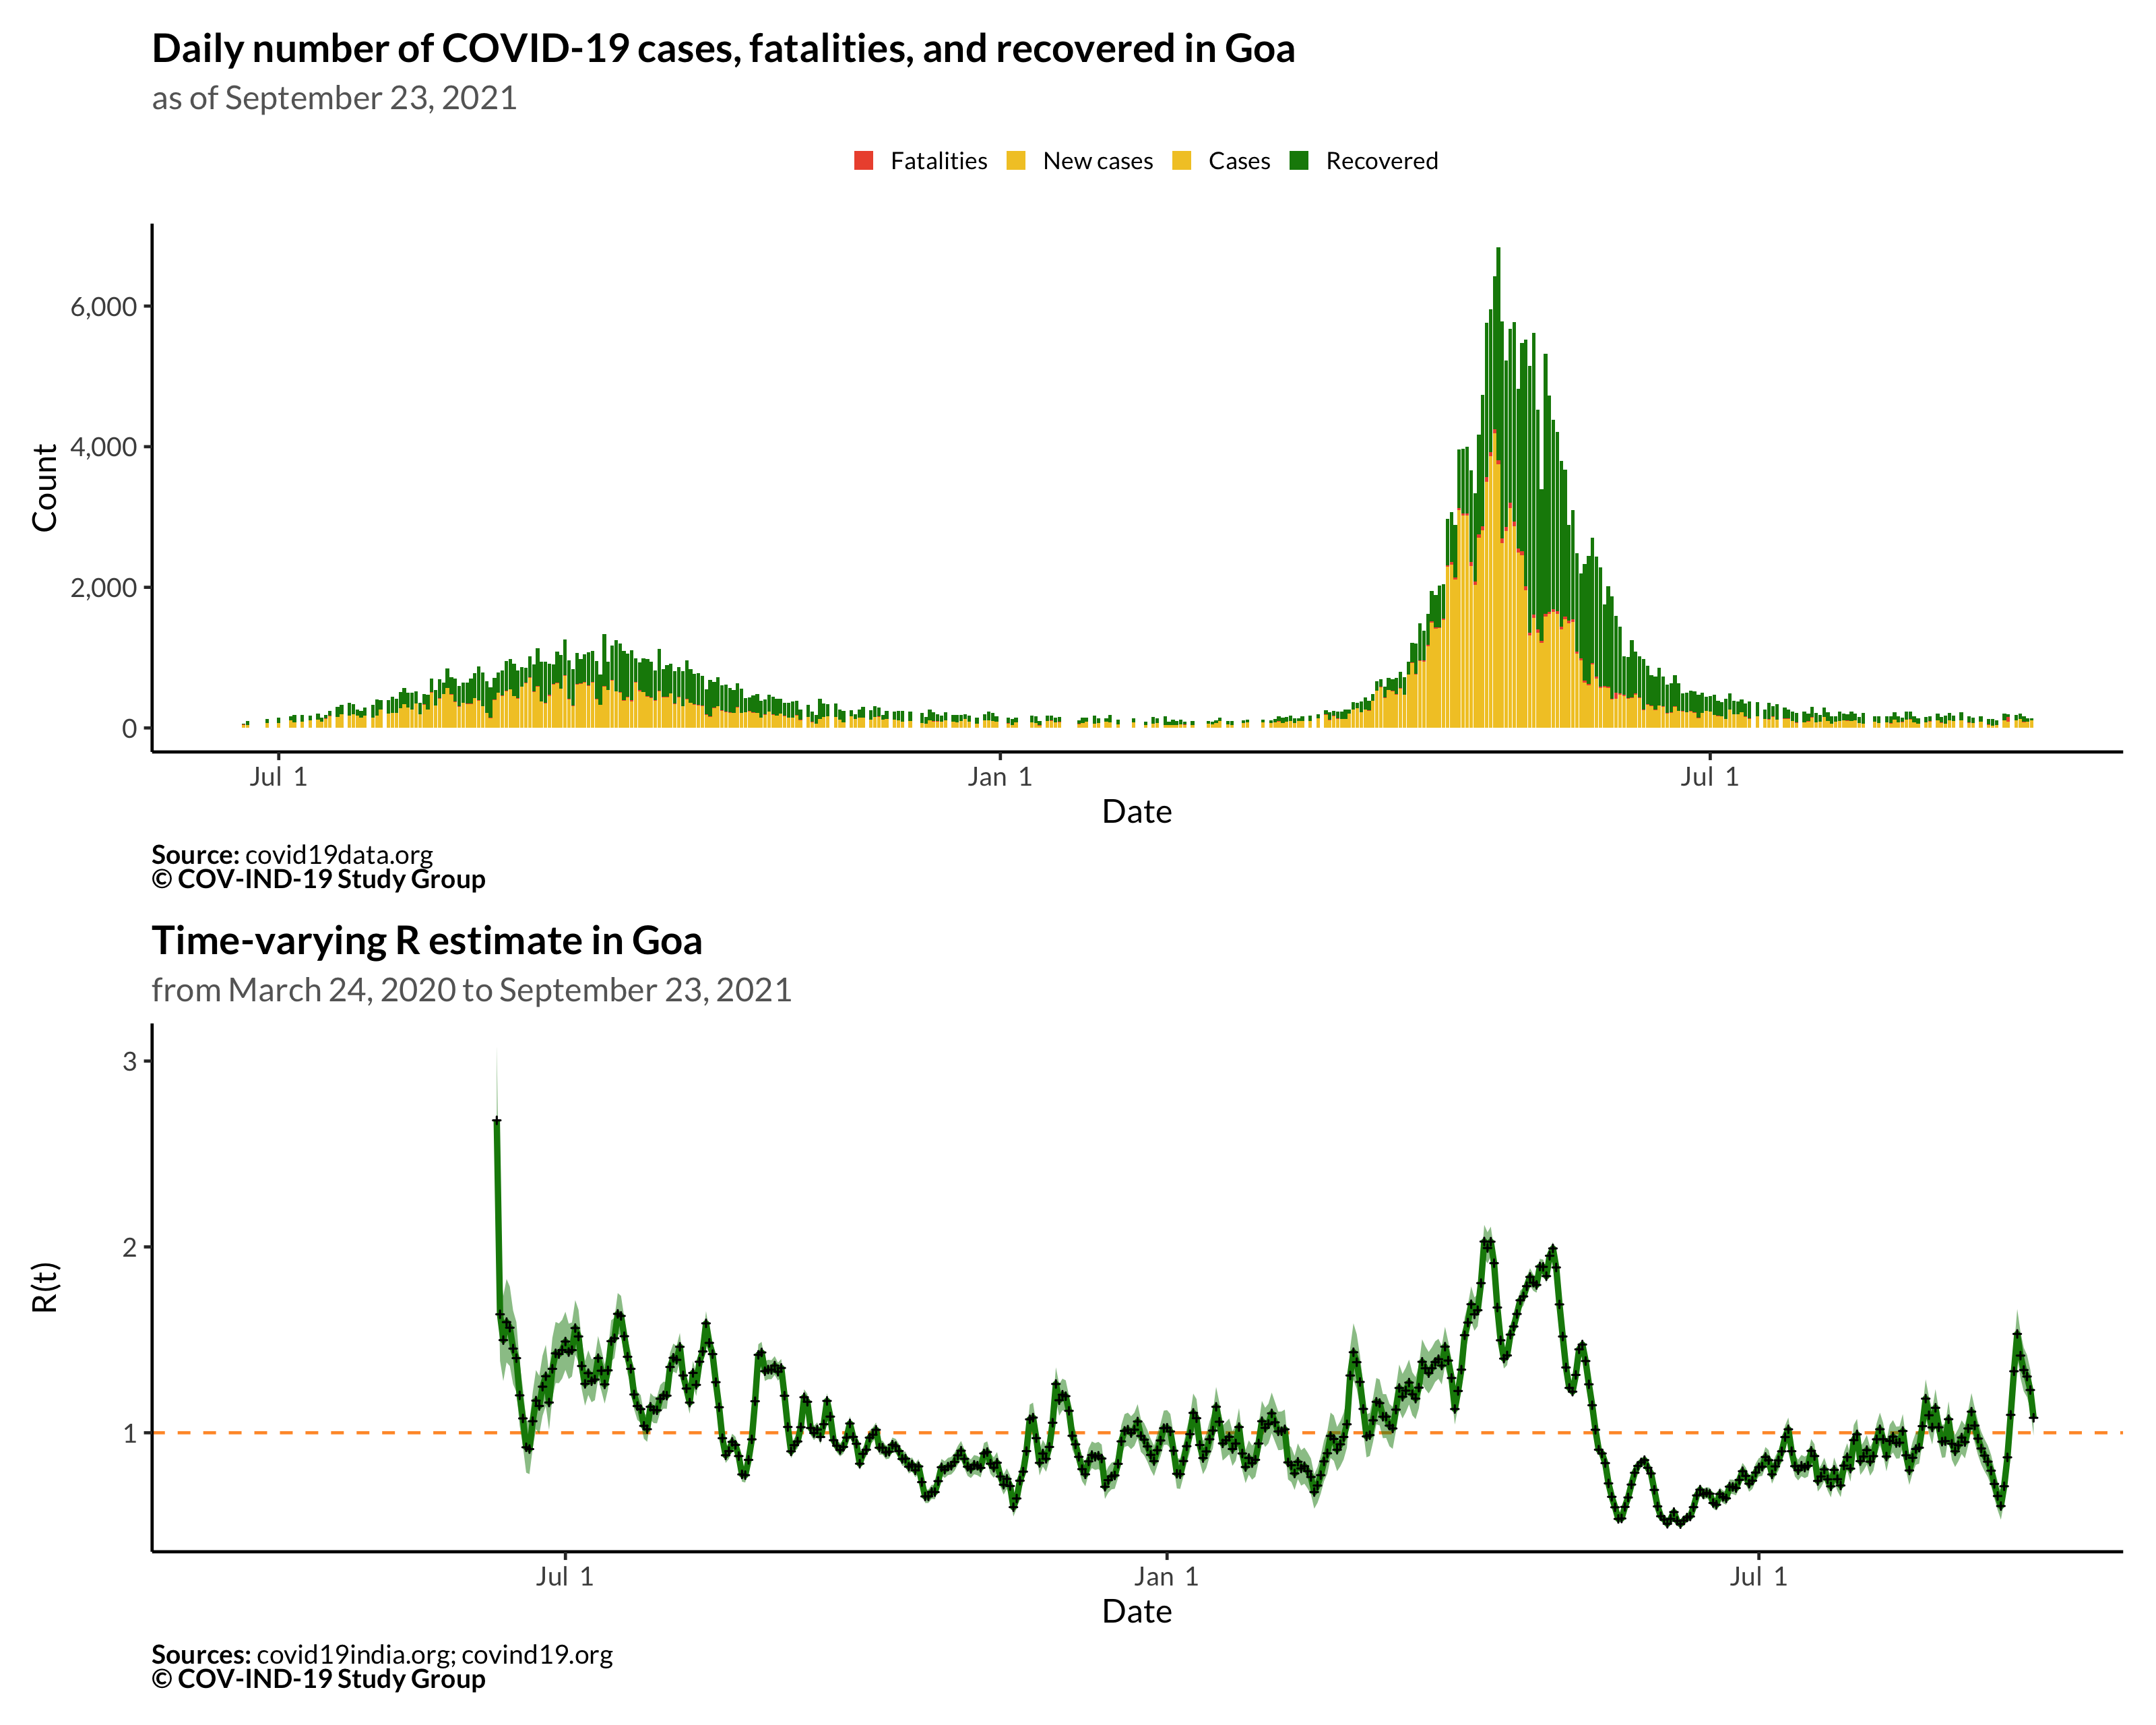 Daily number of COVID-19 cases, fatalities, and recovered in Goa
as of September 23, 2021
Fatalities New cases Cases Recovered
6,000
4,000
2,000
0
Count
Jul 1 Jan 1 Jul 1
Date
Source: covid19data.org
© COV-IND-19 Study Group
Time-varying R estimate in Goa
from March 24, 2020 to September 23, 2021
3
2
1
R(t)
Jul 1 Jan 1 Jul 1
Date
Sources: covid19india.org; covind19.org
© COV-IND-19 Study Group